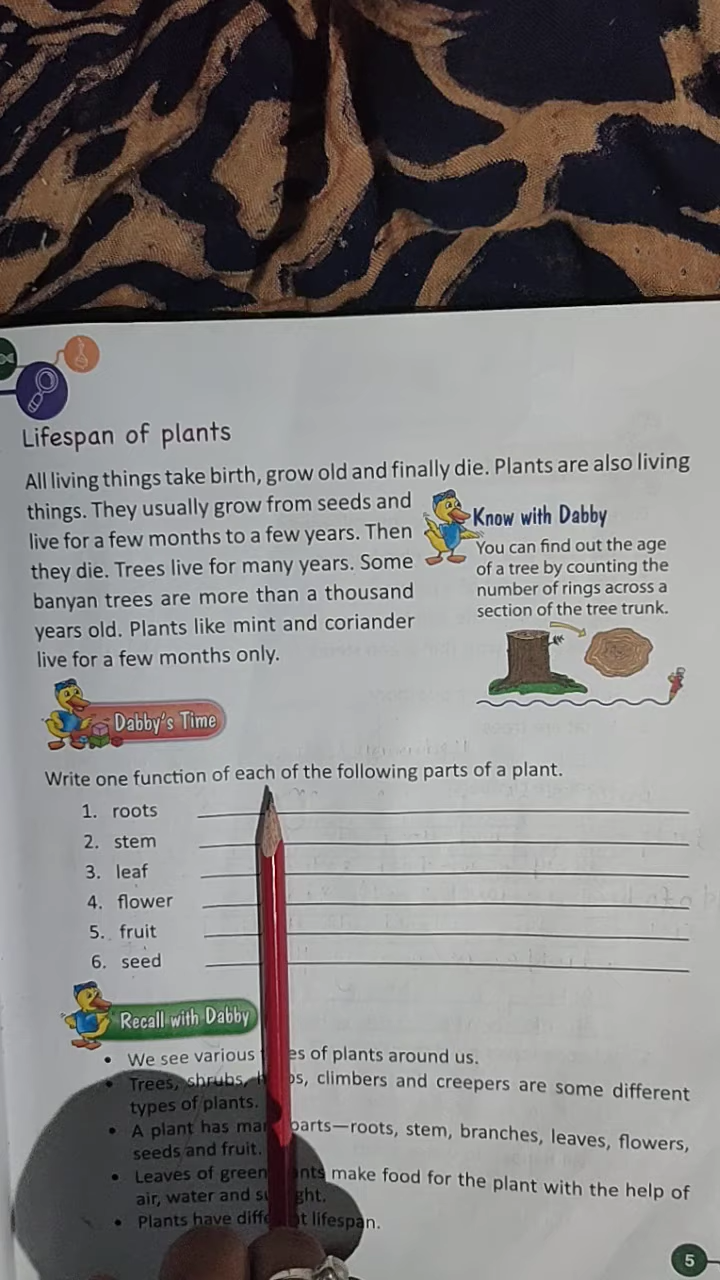 Lifespan of plants
All living things take birth, grow old and finally die. Plants are also living
things. They usually grow from seeds and
live for a few months to a few years. Then
they die. Trees live for many years. Some
banyan trees are more than a thousand
years old. Plants like mint and coriander
live for a few months only.
Know with Dabby
You can find out the age
of a tree by counting the
number of rings across a
section of the tree trunk.
Dabby's Time
Write one function of each of the following parts of a plant.
1. roots
2. stem
3. leaf
4. flower
5. fruit
6. seed
Recall with Dabby
• We see various of plants around us.
• Trees, shrubs, climbers and creepers are some different
types of plants.
• A plant has parts—roots, stem, branches, leaves, flowers,
seeds and fruit.
• Leaves of green make food for the plant with the help of
air, water and
• Plants have lifespan.
5